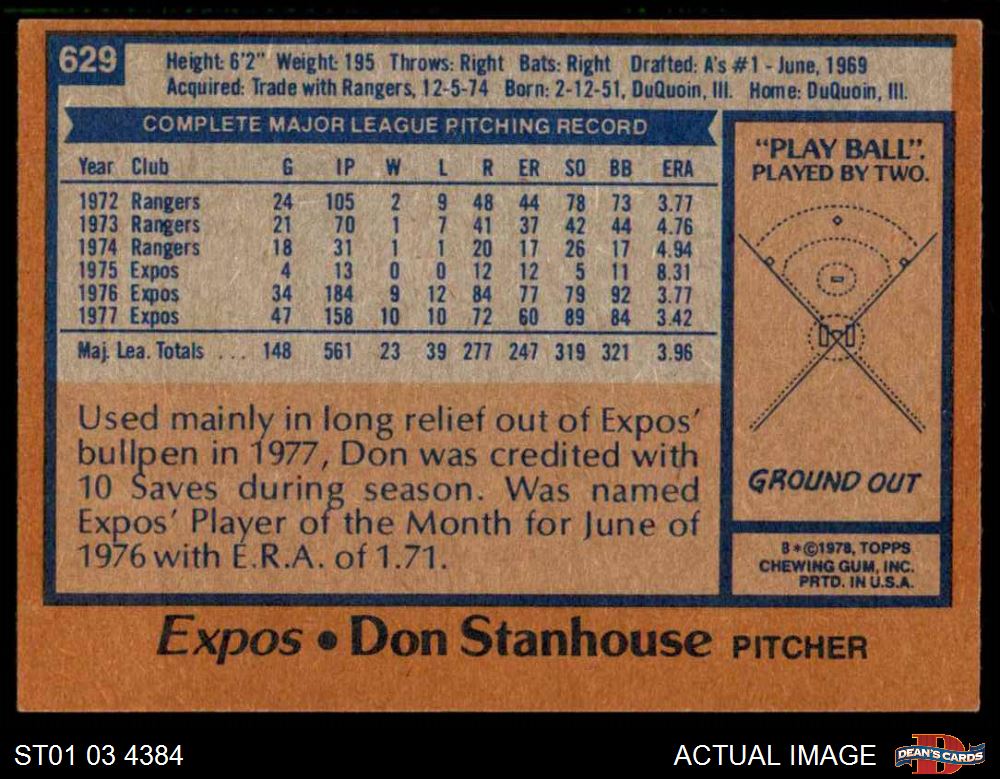 629
Height: 6'2" Weight: 195 Throws: Right Bats: Right Drafted: A's #1 - June, 1969
Acquired: Trade with Rangers, 12-5-74 Born: 2-12-51, DuQuoin, Ill. Home: DuQuoin, Ill.
COMPLETE MAJOR LEAGUE PITCHING RECORD
Year Club G IP W L R ER SO BB ERA
1972 Rangers 24 105 2 9 48 44 78 73 3.77
1973 Rangers 21 70 1 7 41 37 42 44 4.76
1974 Rangers 18 31 1 1 20 17 26 17 4.94
1975 Expos 4 13 0 0 12 12 5 11 8.31
1976 Expos 34 184 9 12 84 77 79 92 3.77
1977 Expos 47 158 10 10 72 60 89 84 3.42
Maj. Lea. Totals ... 148 561 23 39 277 247 319 321 3.96
Used mainly in long relief out of Expos'
bullpen in 1977, Don was credited with
10 Saves during season. Was named
Expos' Player of the Month for June of
1976 with E.R.A. of 1.71.
"PLAY BALL".
PLAYED BY TWO.
GROUND OUT
B*©1978, TOPPS
CHEWING GUM, INC.
PRTD. IN U.S.A.
Expos • Don Stanhouse PITCHER
ST01 03 4384
ACTUAL IMAGE
D
DEAN'S CARDS